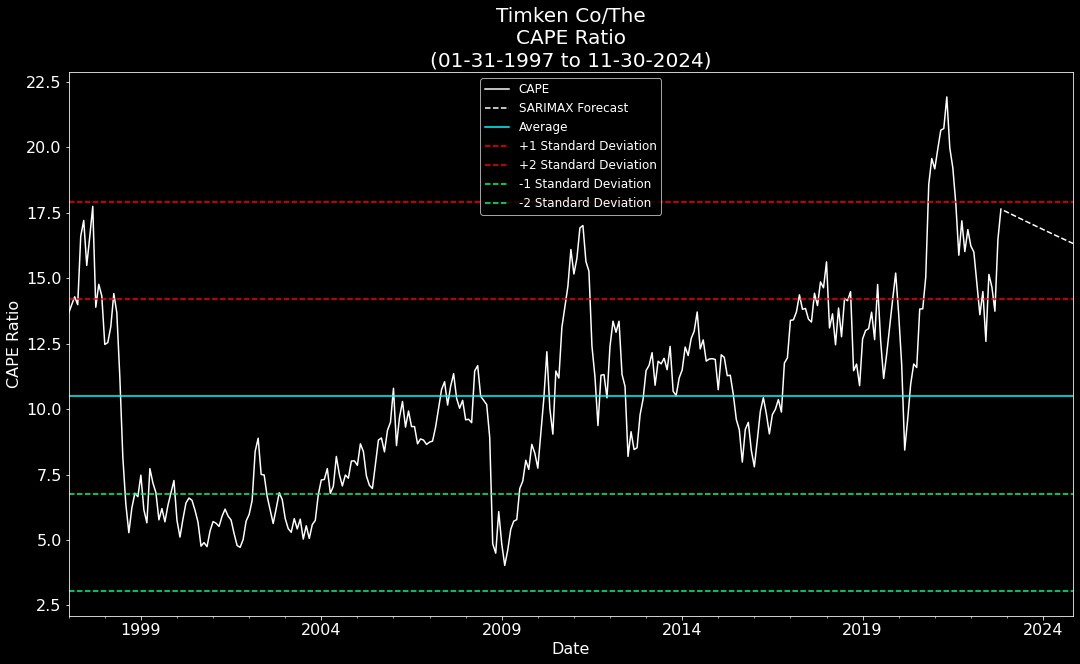 Timken Co/The
CAPE Ratio
(01-31-1997 to 11-30-2024)
CAPE
SARIMAX Forecast
Average
+1 Standard Deviation
+2 Standard Deviation
-1 Standard Deviation
-2 Standard Deviation
CAPE Ratio
22.5
20.0
17.5
15.0
12.5
10.0
7.5
5.0
2.5
1999 2004 2009 2014 2019 2024
Date